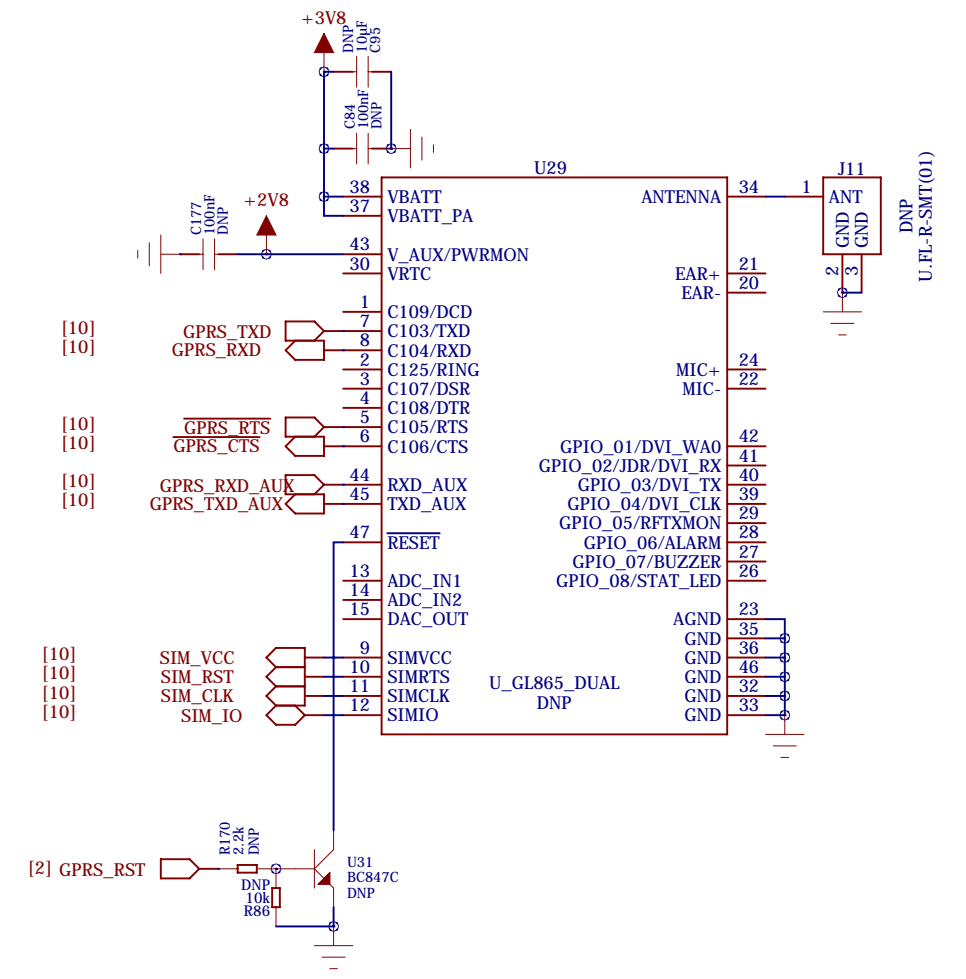 +3V8
DNP
10µF
C95
C84
100nF
DNP
U29
J11
38 VBATT
37 VBATT_PA
ANTENNA 34
1 ANT
GND
GND
2
3
DNP
U.FL-R-SMT(01)
+2V8
C177
100nF
DNP
43 V_AUX/PWRMON
30 VRTC
EAR+ 21
EAR- 20
1 C109/DCD
[10] GPRS_TXD 7 C103/TXD
[10] GPRS_RXD 8 C104/RXD
2 C125/RING
3 C107/DSR
4 C108/DTR
MIC+ 24
MIC- 22
[10] GPRS_RTS 5 C105/RTS
[10] GPRS_CTS 6 C106/CTS
GPIO_01/DVI_WA0 42
GPIO_02/JDR/DVI_RX 41
GPIO_03/DVI_TX 40
GPIO_04/DVI_CLK 39
GPIO_05/RFTXMON 29
GPIO_06/ALARM 28
GPIO_07/BUZZER 27
GPIO_08/STAT_LED 26
[10] GPRS_RXD_AUX 44 RXD_AUX
[10] GPRS_TXD_AUX 45 TXD_AUX
47 RESET
13 ADC_IN1
14 ADC_IN2
15 DAC_OUT
AGND 23
GND 35
GND 36
GND 46
GND 32
GND 33
[10] SIM_VCC 9 SIMVCC
[10] SIM_RST 10 SIMRTS
[10] SIM_CLK 11 SIMCLK
[10] SIM_IO 12 SIMIO
U_GL865_DUAL
DNP
R170
2.2k
DNP
[2] GPRS_RST
DNP
10k
R86
U31
BC847C
DNP